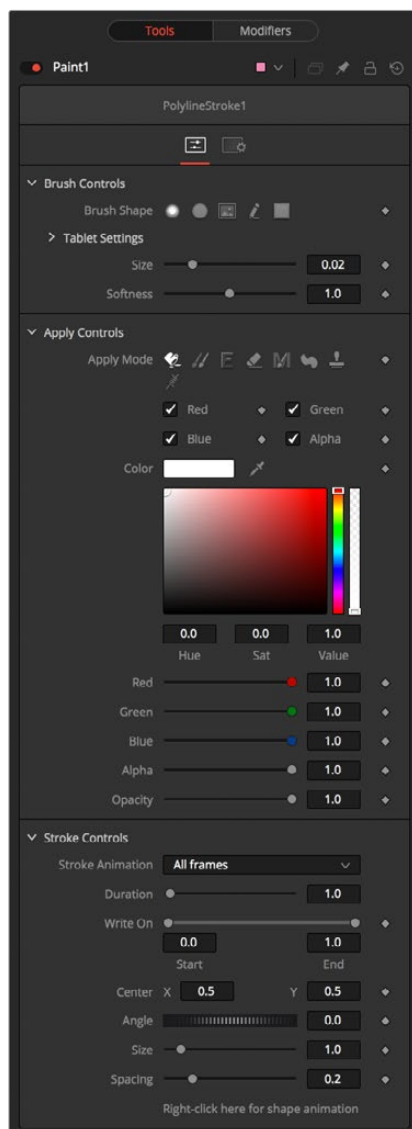 Tools Modifiers
Paint1
PolylineStroke1
Brush Controls
Brush Shape
Tablet Settings
Size 0.02
Softness 1.0
Apply Controls
Apply Mode
Red Green
Blue Alpha
Color
0.0 0.0 1.0
Hue Sat Value
Red 1.0
Green 1.0
Blue 1.0
Alpha 1.0
Opacity 1.0
Stroke Controls
Stroke Animation All frames
Duration 1.0
Write On
0.0 1.0
Start End
Center X 0.5 Y 0.5
Angle 0.0
Size 1.0
Spacing 0.2
Right-click here for shape animation